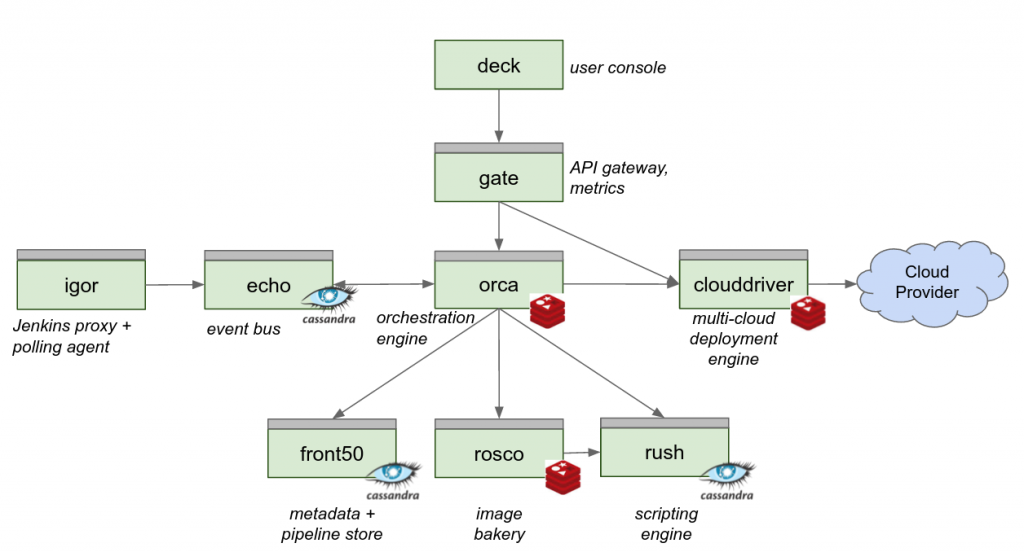 deck
user console
gate
API gateway,
metrics
igor
Jenkins proxy +
polling agent
echo
cassandra
event bus
orca
orchestration
engine
clouddriver
multi-cloud
deployment
engine
Cloud
Provider
front50
cassandra
metadata +
pipeline store
rosco
image
bakery
rush
cassandra
scripting
engine